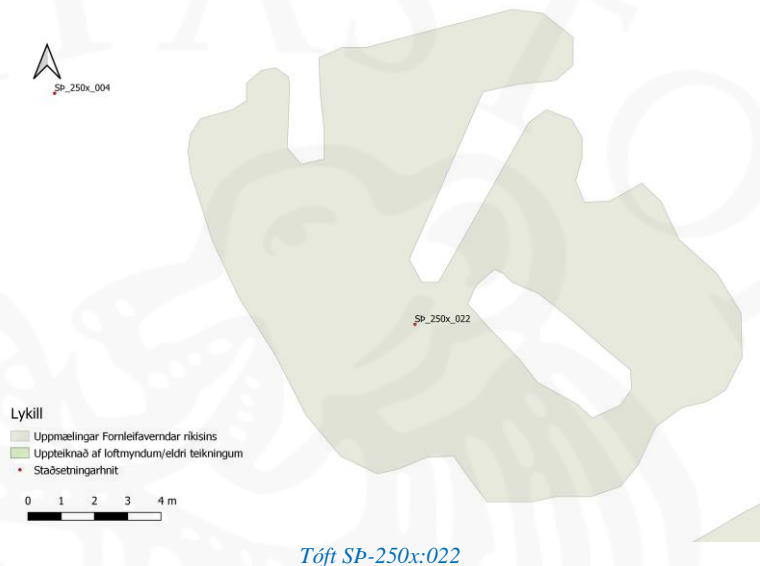 SÞ_250x_004
SÞ_250x_022
Lykill
Uppmælingar Fornleifaverndar ríkisins
Uppteiknað af loftmyndum/eldri teikningum
Staðsetningarhnit
0 1 2 3 4 m
Tóft SÞ-250x:022